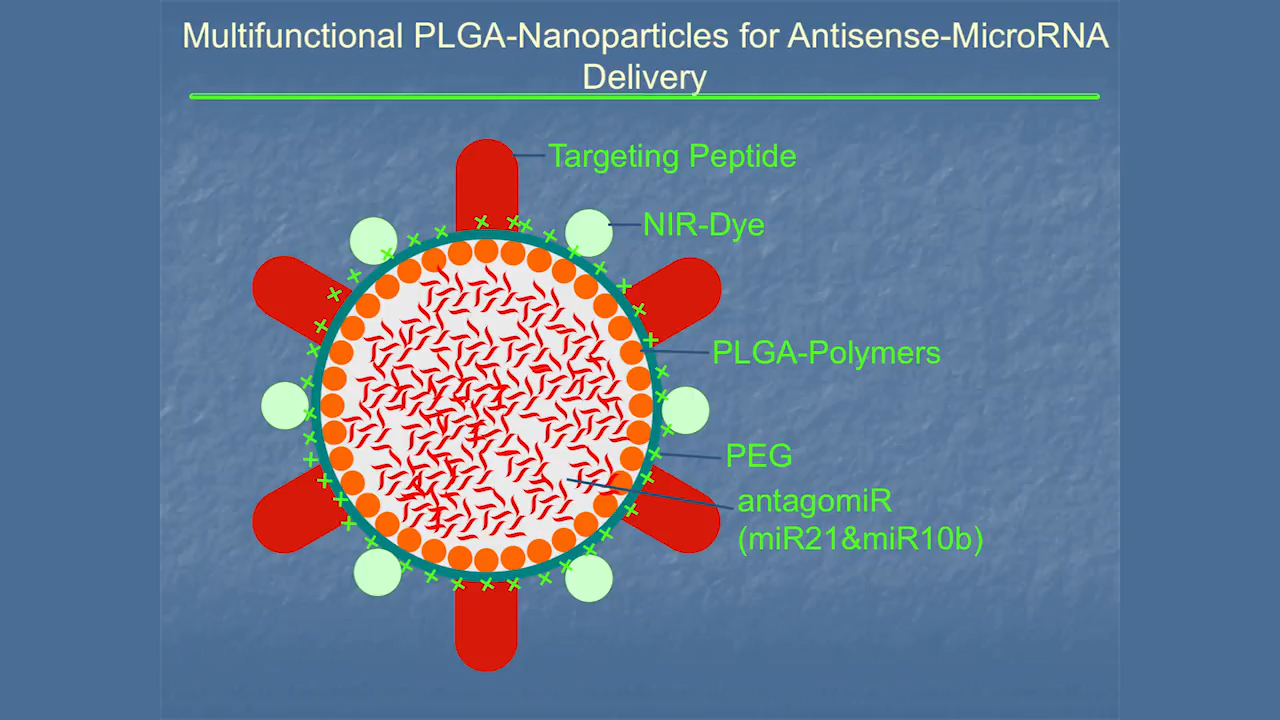 Multifunctional PLGA-Nanoparticles for Antisense-MicroRNA
Delivery
Targeting Peptide
NIR-Dye
PLGA-Polymers
PEG
antagomiR
(miR21&miR10b)